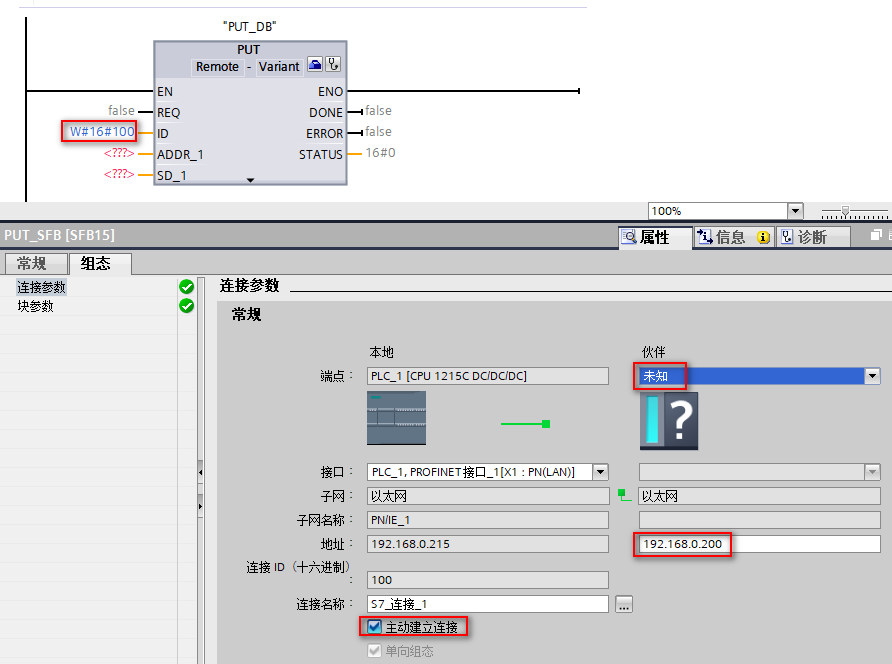 "PUT_DB"
PUT
Remote - Variant
EN ENO
false REQ DONE false
W#16#100 ID ERROR false
<???> ADDR_1 STATUS 16#0
<???> SD_1
100%
PUT_SFB [SFB15] 属性 信息 诊断
常规 组态
连接参数 连接参数
块参数 常规
本地 伙伴
端点： PLC_1 [CPU 1215C DC/DC/DC] 未知
?
接口： PLC_1, PROFINET接口_1[X1 : PN(LAN)]
子网： 以太网 以太网
子网名称： PN/IE_1
地址： 192.168.0.215 192.168.0.200
连接 ID（十六进制）
： 100
连接名称： S7_连接_1 ...
主动建立连接
单向组态